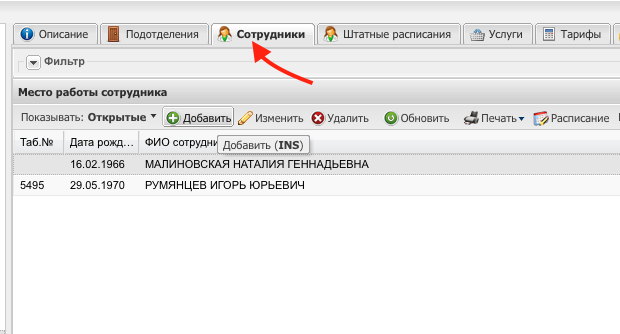 Описание Подотделения Сотрудники Штатные расписания Услуги Тарифы
Фильтр
Место работы сотрудника
Показывать: Открытые Добавить Изменить Удалить Обновить Печать Расписание
Таб.№ Дата рожд... ФИО сотрудни
Добавить (INS)
16.02.1966 МАЛИНОВСКАЯ НАТАЛИЯ ГЕННАДЬЕВНА
5495 29.05.1970 РУМЯНЦЕВ ИГОРЬ ЮРЬЕВИЧ